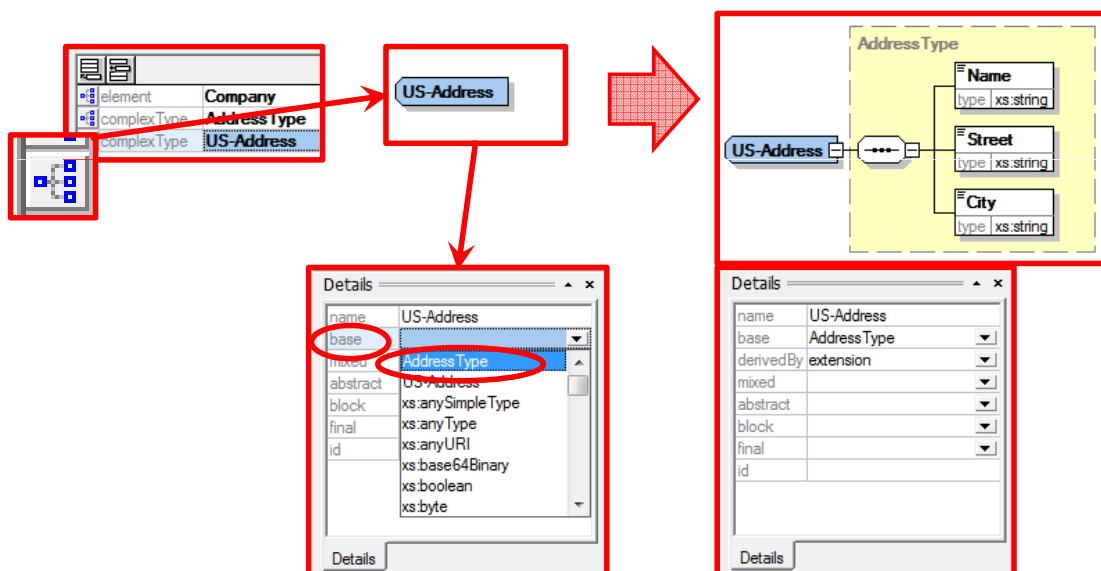 element Company
complexType AddressType
complexType US-Address
US-Address
AddressType
Name
type xs:string
US-Address
Street
type xs:string
City
type xs:string
Details
name US-Address
base
mixed AddressType
abstract US-Address
block xs:anySimpleType
final xs:anyType
id xs:anyURI
xs:base64Binary
xs:boolean
xs:byte
Details
Details
name US-Address
base AddressType
derivedBy extension
mixed
abstract
block
final
id
Details